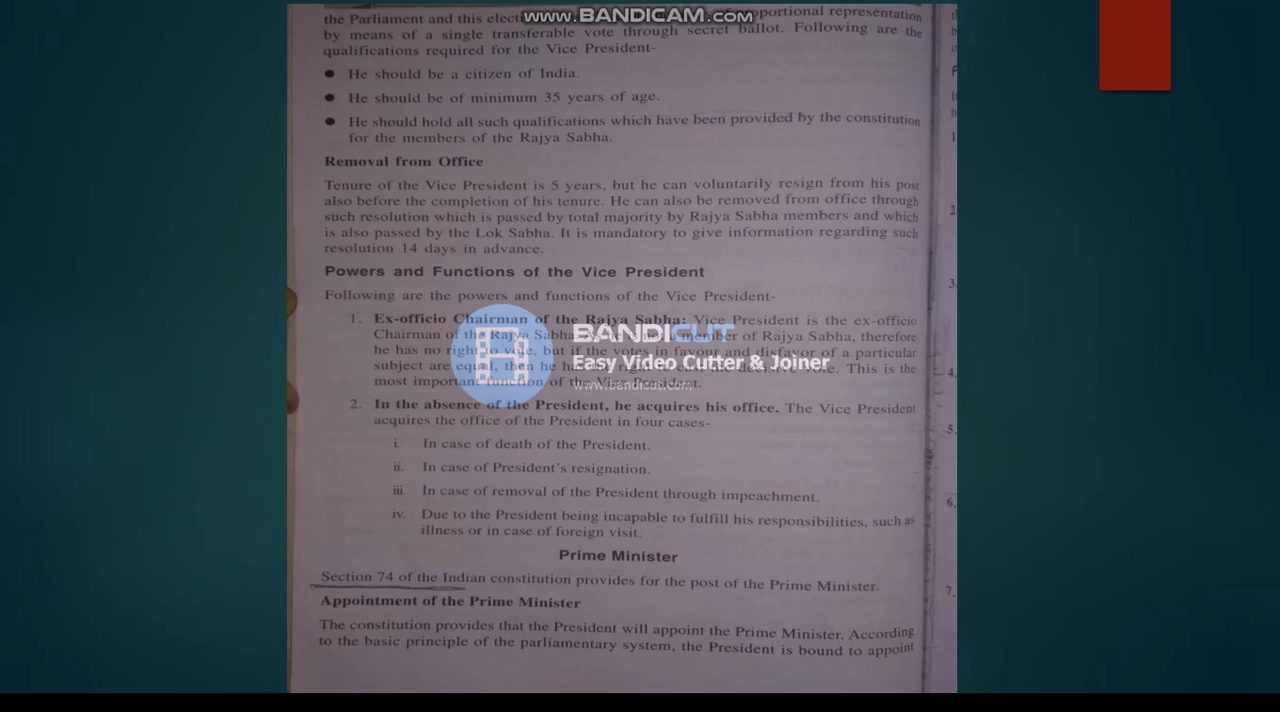 www.BANDICAM.com
the Parliament and this oportional representation
by means of a single transferable vote through secret ballot. Following are the
qualifications required for the Vice President-
● He should be a citizen of India.
● He should be of minimum 35 years of age.
● He should hold all such qualifications which have been provided by the constitution
for the members of the Rajya Sabha.
Removal from Office
Tenure of the Vice President is 5 years, but he can voluntarily resign from his post
also before the completion of his tenure. He can also be removed from office through
such resolution which is passed by total majority by Rajya Sabha members and which
is also passed by the Lok Sabha. It is mandatory to give information regarding such
resolution 14 days in advance.
Powers and Functions of the Vice President
Following are the powers and functions of the Vice President-
1. Ex-officio Chairman of the Rajya Sabha: Vice President is the ex-officio
Chairman of the Rajya Sabha member of Rajya Sabha, therefore
he has no right to vote, but if the votes in favour and disfavor of a particular
subject are equal, then he has vote. This is the
most important function of the Vice President.
BANDICUT
Easy Video Cutter & Joiner
www.bandicut.com
2. In the absence of the President, he acquires his office. The Vice President
acquires the office of the President in four cases-
i. In case of death of the President.
ii. In case of President's resignation.
iii. In case of removal of the President through impeachment.
iv. Due to the President being incapable to fulfill his responsibilities, such as
illness or in case of foreign visit.
Prime Minister
Section 74 of the Indian constitution provides for the post of the Prime Minister.
Appointment of the Prime Minister
The constitution provides that the President will appoint the Prime Minister. According
to the basic principle of the parliamentary system, the President is bound to appoint
2
3.
4.
5.
6.
7.